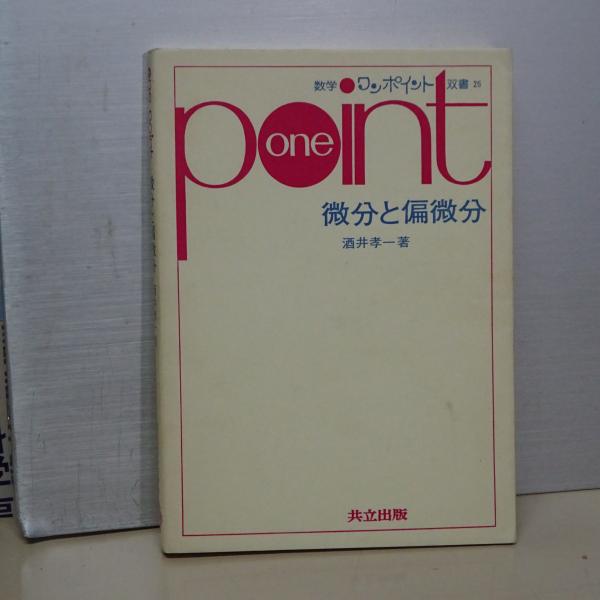 数学ワンポイント双書 25
point
one
微分と偏微分
酒井孝一著
共立出版